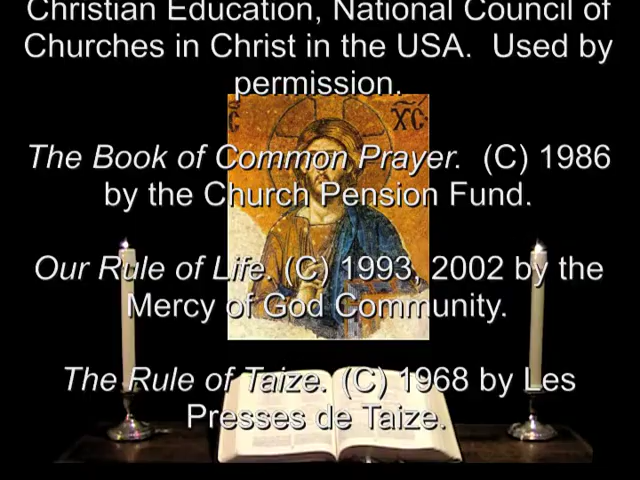 Christian Education, National Council of
Churches in Christ in the USA. Used by
permission.
The Book of Common Prayer. (C) 1986
by the Church Pension Fund.
Our Rule of Life. (C) 1993, 2002 by the
Mercy of God Community.
The Rule of Taize. (C) 1968 by Les
Presses de Taize.
XC